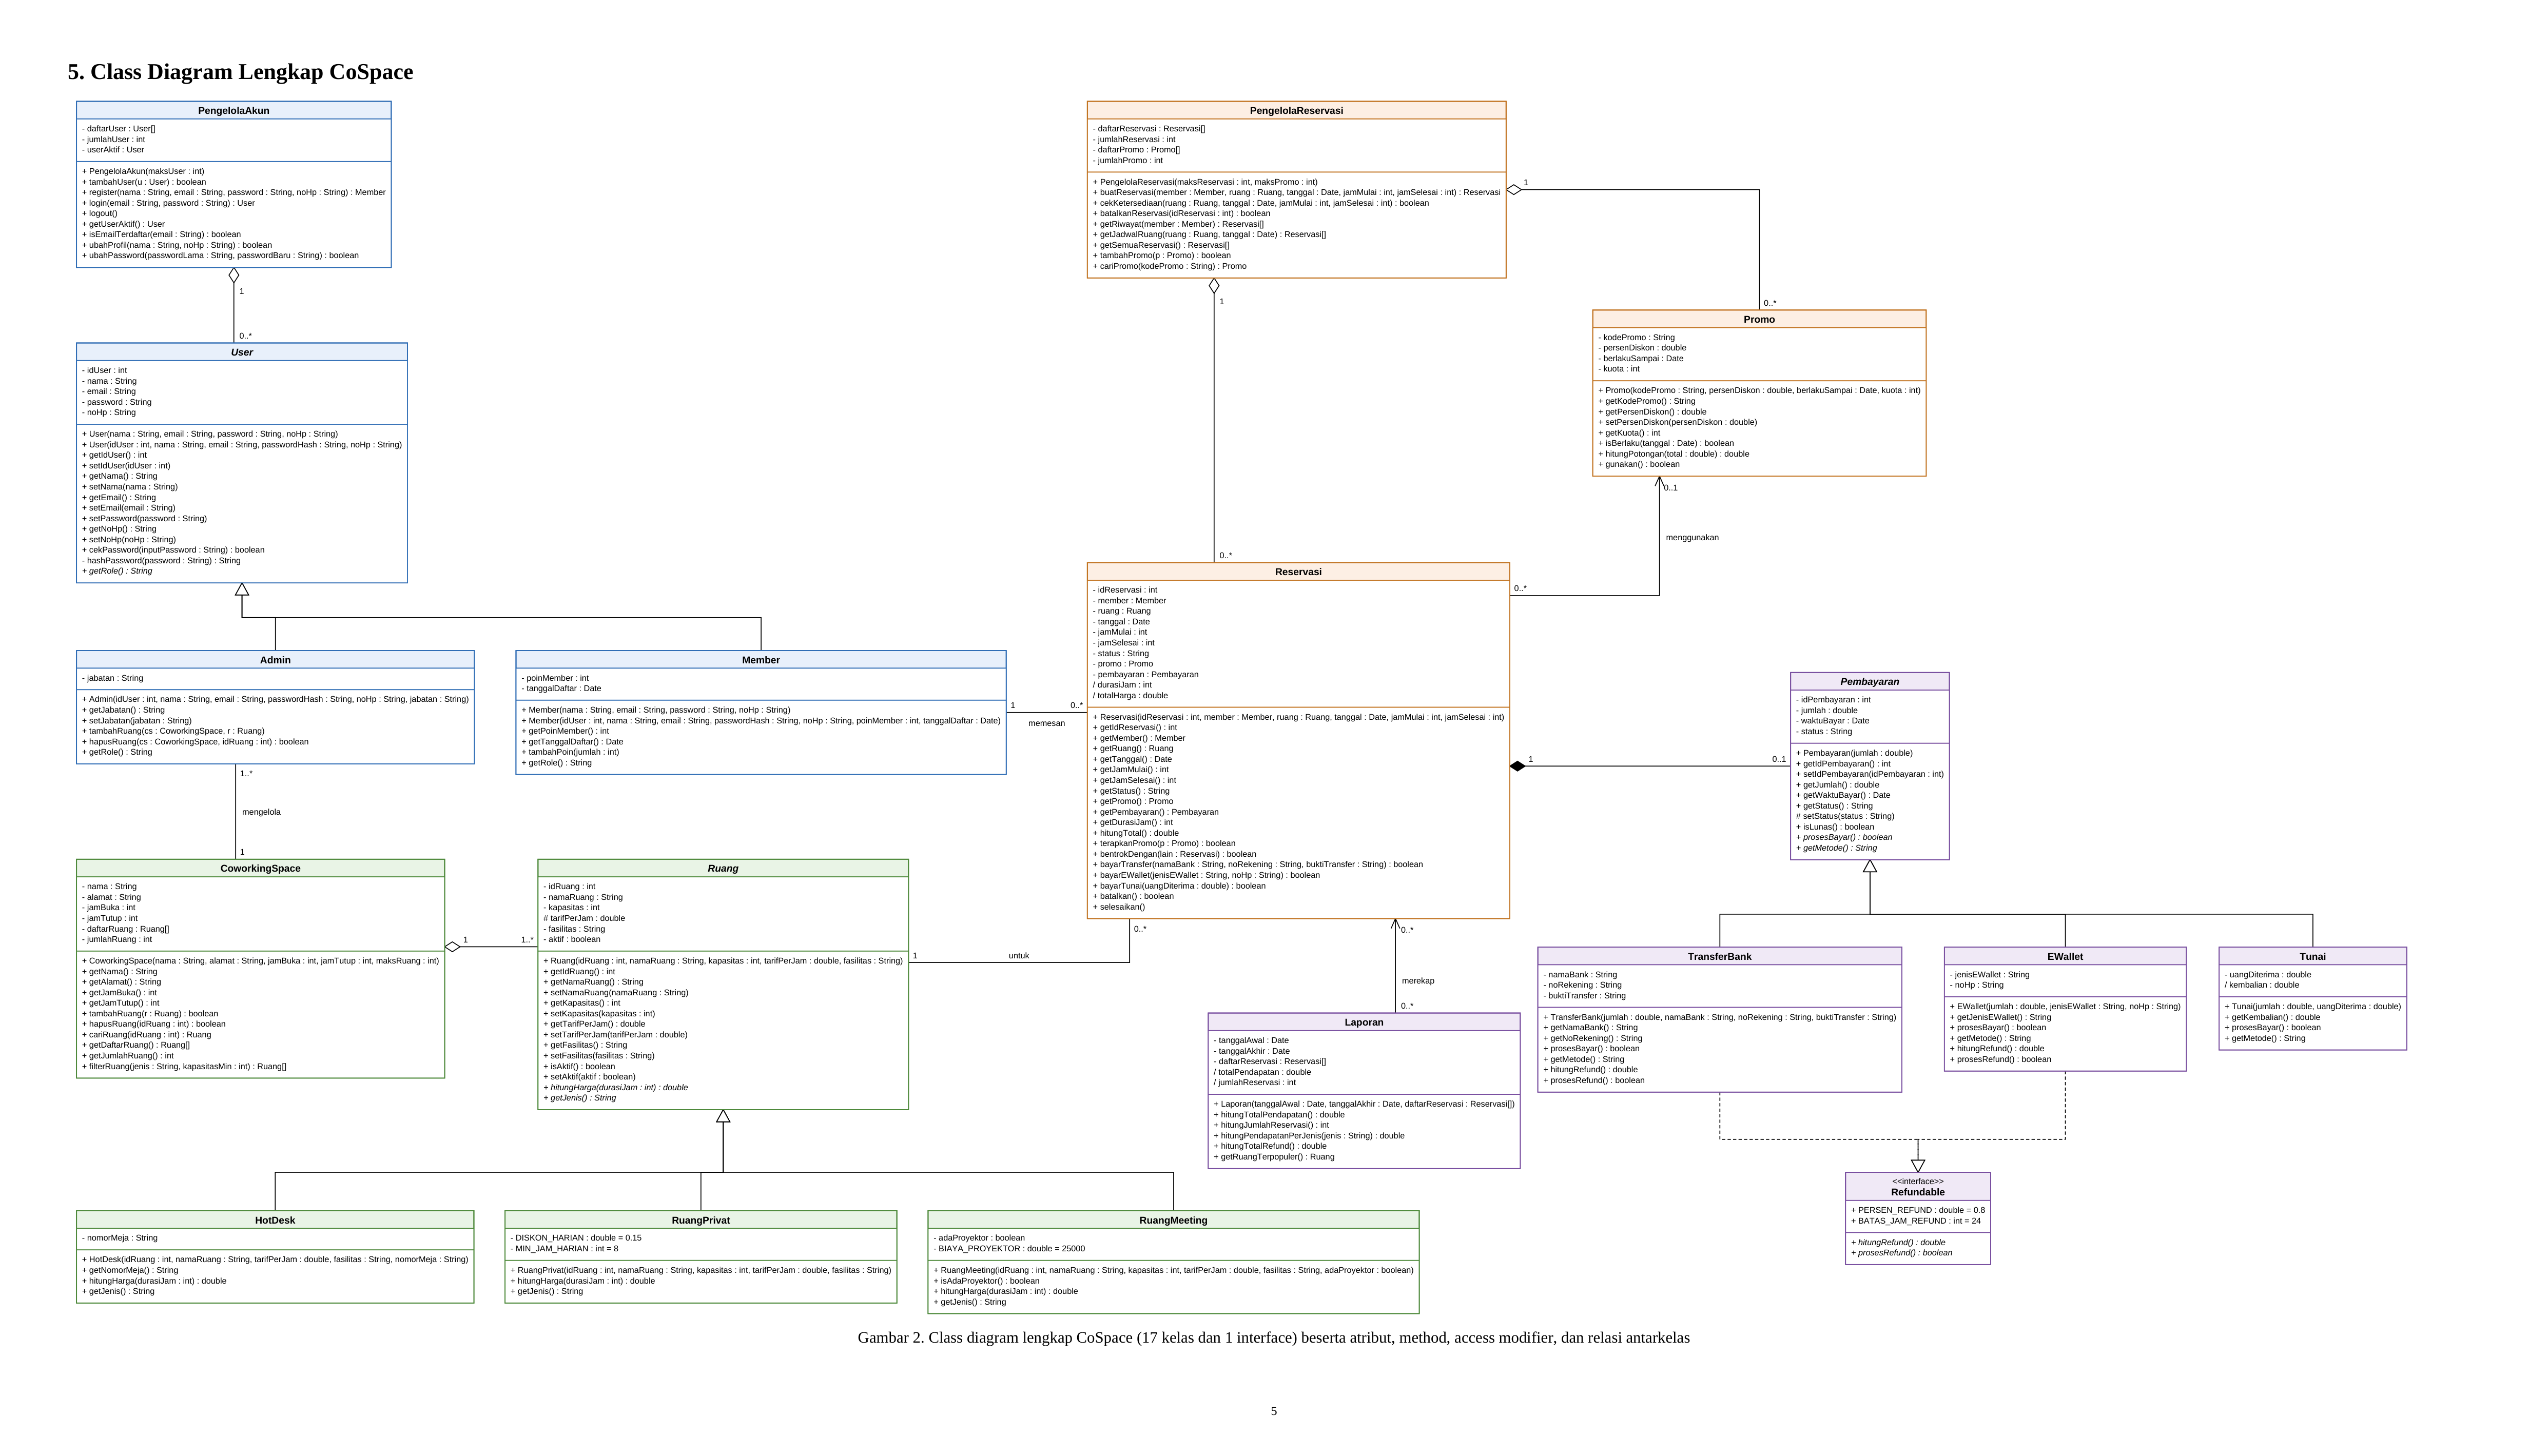 5. Class Diagram Lengkap CoSpace
PengelolaAkun
- daftarUser : User[]
- jumlahUser : int
- userAktif : User
+ PengelolaAkun(maksUser : int)
+ tambahUser(u : User) : boolean
+ register(nama : String, email : String, password : String, noHp : String) : Member
+ login(email : String, password : String) : User
+ logout()
+ getUserAktif() : User
+ isEmailTerdaftar(email : String) : boolean
+ ubahProfil(nama : String, noHp : String) : boolean
+ ubahPassword(passwordLama : String, passwordBaru : String) : boolean
1
0..*
PengelolaReservasi
- daftarReservasi : Reservasi[]
- jumlahReservasi : int
- daftarPromo : Promo[]
- jumlahPromo : int
+ PengelolaReservasi(maksReservasi : int, maksPromo : int)
+ buatReservasi(member : Member, ruang : Ruang, tanggal : Date, jamMulai : int, jamSelesai : int) : Reservasi
+ cekKetersediaan(ruang : Ruang, tanggal : Date, jamMulai : int, jamSelesai : int) : boolean
+ batalkanReservasi(idReservasi : int) : boolean
+ getRiwayat(member : Member) : Reservasi[]
+ getJadwalRuang(ruang : Ruang, tanggal : Date) : Reservasi[]
+ getSemuaReservasi() : Reservasi[]
+ tambahPromo(p : Promo) : boolean
+ cariPromo(kodePromo : String) : Promo
1
0..*
1
0..*
Promo
- kodePromo : String
- persenDiskon : double
- berlakuSampai : Date
- kuota : int
+ Promo(kodePromo : String, persenDiskon : double, berlakuSampai : Date, kuota : int)
+ getKodePromo() : String
+ getPersenDiskon() : double
+ setPersenDiskon(persenDiskon : double)
+ getKuota() : int
+ isBerlaku(tanggal : Date) : boolean
+ hitungPotongan(total : double) : double
+ gunakan() : boolean
0..1
menggunakan
0..*
User
- idUser : int
- nama : String
- email : String
- password : String
- noHp : String
+ User(nama : String, email : String, password : String, noHp : String)
+ User(idUser : int, nama : String, email : String, passwordHash : String, noHp : String)
+ getIdUser() : int
+ setIdUser(idUser : int)
+ getNama() : String
+ setNama(nama : String)
+ getEmail() : String
+ setEmail(email : String)
+ setPassword(password : String)
+ getNoHp() : String
+ setNoHp(noHp : String)
+ cekPassword(inputPassword : String) : boolean
- hashPassword(password : String) : String
+ getRole() : String
Admin
- jabatan : String
+ Admin(idUser : int, nama : String, email : String, passwordHash : String, noHp : String, jabatan : String)
+ getJabatan() : String
+ setJabatan(jabatan : String)
+ tambahRuang(cs : CoworkingSpace, r : Ruang)
+ hapusRuang(cs : CoworkingSpace, idRuang : int) : boolean
+ getRole() : String
1..*
mengelola
1
Member
- poinMember : int
- tanggalDaftar : Date
+ Member(nama : String, email : String, password : String, noHp : String)
+ Member(idUser : int, nama : String, email : String, passwordHash : String, noHp : String, poinMember : int, tanggalDaftar : Date)
+ getPoinMember() : int
+ getTanggalDaftar() : Date
+ tambahPoin(jumlah : int)
+ getRole() : String
1
0..*
memesan
Reservasi
- idReservasi : int
- member : Member
- ruang : Ruang
- tanggal : Date
- jamMulai : int
- jamSelesai : int
- status : String
- promo : Promo
- pembayaran : Pembayaran
/ durasiJam : int
/ totalHarga : double
+ Reservasi(idReservasi : int, member : Member, ruang : Ruang, tanggal : Date, jamMulai : int, jamSelesai : int)
+ getIdReservasi() : int
+ getMember() : Member
+ getRuang() : Ruang
+ getTanggal() : Date
+ getJamMulai() : int
+ getJamSelesai() : int
+ getStatus() : String
+ getPromo() : Promo
+ getPembayaran() : Pembayaran
+ getDurasiJam() : int
+ hitungTotal() : double
+ terapkanPromo(p : Promo) : boolean
+ bentrokDengan(lain : Reservasi) : boolean
+ bayarTransfer(namaBank : String, noRekening : String, buktiTransfer : String) : boolean
+ bayarEWallet(jenisEWallet : String, noHp : String) : boolean
+ bayarTunai(uangDiterima : double) : boolean
+ batalkan() : boolean
+ selesaikan()
1
0..1
Pembayaran
- idPembayaran : int
- jumlah : double
- waktuBayar : Date
- status : String
+ Pembayaran(jumlah : double)
+ getIdPembayaran() : int
+ setIdPembayaran(idPembayaran : int)
+ getJumlah() : double
+ getWaktuBayar() : Date
+ getStatus() : String
# setStatus(status : String)
+ isLunas() : boolean
+ prosesBayar() : boolean
+ getMetode() : String
CoworkingSpace
- nama : String
- alamat : String
- jamBuka : int
- jamTutup : int
- daftarRuang : Ruang[]
- jumlahRuang : int
+ CoworkingSpace(nama : String, alamat : String, jamBuka : int, jamTutup : int, maksRuang : int)
+ getNama() : String
+ getAlamat() : String
+ getJamBuka() : int
+ getJamTutup() : int
+ tambahRuang(r : Ruang) : boolean
+ hapusRuang(idRuang : int) : boolean
+ cariRuang(idRuang : int) : Ruang
+ getDaftarRuang() : Ruang[]
+ getJumlahRuang() : int
+ filterRuang(jenis : String, kapasitasMin : int) : Ruang[]
1
1..*
Ruang
- idRuang : int
- namaRuang : String
- kapasitas : int
# tarifPerJam : double
- fasilitas : String
- aktif : boolean
+ Ruang(idRuang : int, namaRuang : String, kapasitas : int, tarifPerJam : double, fasilitas : String)
+ getIdRuang() : int
+ getNamaRuang() : String
+ setNamaRuang(namaRuang : String)
+ getKapasitas() : int
+ setKapasitas(kapasitas : int)
+ getTarifPerJam() : double
+ setTarifPerJam(tarifPerJam : double)
+ getFasilitas() : String
+ setFasilitas(fasilitas : String)
+ isAktif() : boolean
+ setAktif(aktif : boolean)
+ hitungHarga(durasiJam : int) : double
+ getJenis() : String
1
untuk
0..*
0..*
merekap
0..*
Laporan
- tanggalAwal : Date
- tanggalAkhir : Date
- daftarReservasi : Reservasi[]
/ totalPendapatan : double
/ jumlahReservasi : int
+ Laporan(tanggalAwal : Date, tanggalAkhir : Date, daftarReservasi : Reservasi[])
+ hitungTotalPendapatan() : double
+ hitungJumlahReservasi() : int
+ hitungPendapatanPerJenis(jenis : String) : double
+ hitungTotalRefund() : double
+ getRuangTerpopuler() : Ruang
TransferBank
- namaBank : String
- noRekening : String
- buktiTransfer : String
+ TransferBank(jumlah : double, namaBank : String, noRekening : String, buktiTransfer : String)
+ getNamaBank() : String
+ getNoRekening() : String
+ prosesBayar() : boolean
+ getMetode() : String
+ hitungRefund() : double
+ prosesRefund() : boolean
EWallet
- jenisEWallet : String
- noHp : String
+ EWallet(jumlah : double, jenisEWallet : String, noHp : String)
+ getJenisEWallet() : String
+ prosesBayar() : boolean
+ getMetode() : String
+ hitungRefund() : double
+ prosesRefund() : boolean
Tunai
- uangDiterima : double
/ kembalian : double
+ Tunai(jumlah : double, uangDiterima : double)
+ getKembalian() : double
+ prosesBayar() : boolean
+ getMetode() : String
<<interface>>
Refundable
+ PERSEN_REFUND : double = 0.8
+ BATAS_JAM_REFUND : int = 24
+ hitungRefund() : double
+ prosesRefund() : boolean
HotDesk
- nomorMeja : String
+ HotDesk(idRuang : int, namaRuang : String, tarifPerJam : double, fasilitas : String, nomorMeja : String)
+ getNomorMeja() : String
+ hitungHarga(durasiJam : int) : double
+ getJenis() : String
RuangPrivat
- DISKON_HARIAN : double = 0.15
- MIN_JAM_HARIAN : int = 8
+ RuangPrivat(idRuang : int, namaRuang : String, kapasitas : int, tarifPerJam : double, fasilitas : String)
+ hitungHarga(durasiJam : int) : double
+ getJenis() : String
RuangMeeting
- adaProyektor : boolean
- BIAYA_PROYEKTOR : double = 25000
+ RuangMeeting(idRuang : int, namaRuang : String, kapasitas : int, tarifPerJam : double, fasilitas : String, adaProyektor : boolean)
+ isAdaProyektor() : boolean
+ hitungHarga(durasiJam : int) : double
+ getJenis() : String
Gambar 2. Class diagram lengkap CoSpace (17 kelas dan 1 interface) beserta atribut, method, access modifier, dan relasi antarkelas
5